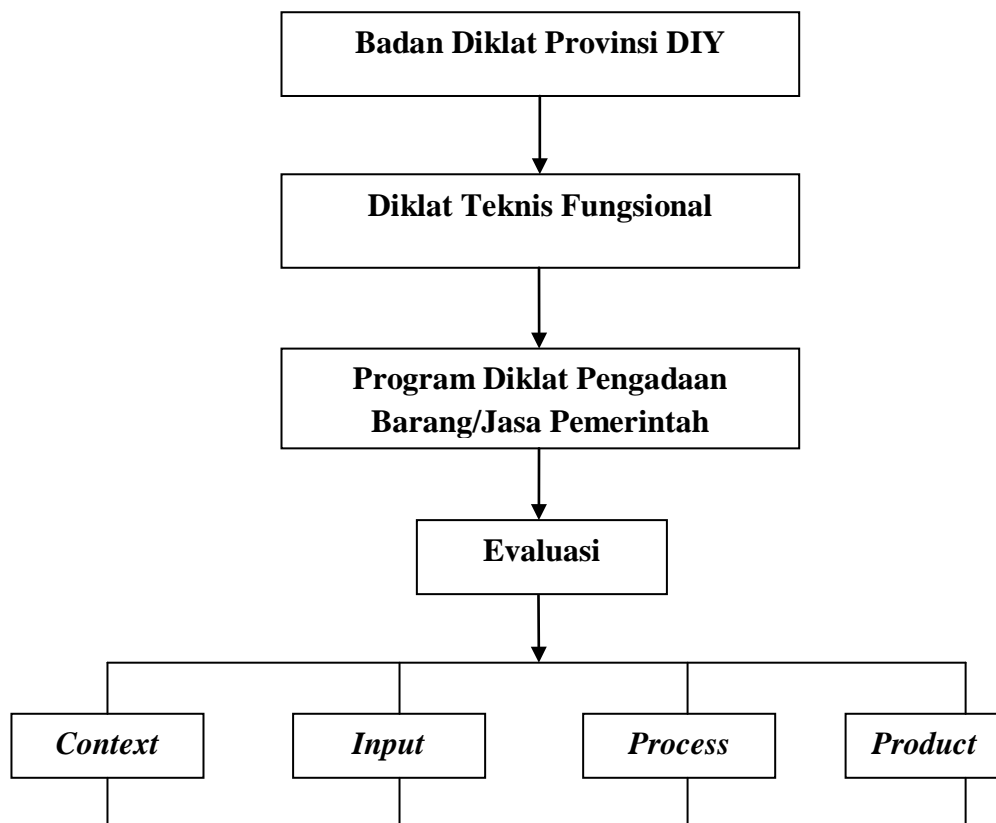 Badan Diklat Provinsi DIY
Diklat Teknis Fungsional
Program Diklat Pengadaan
Barang/Jasa Pemerintah
Evaluasi
Context
Input
Process
Product